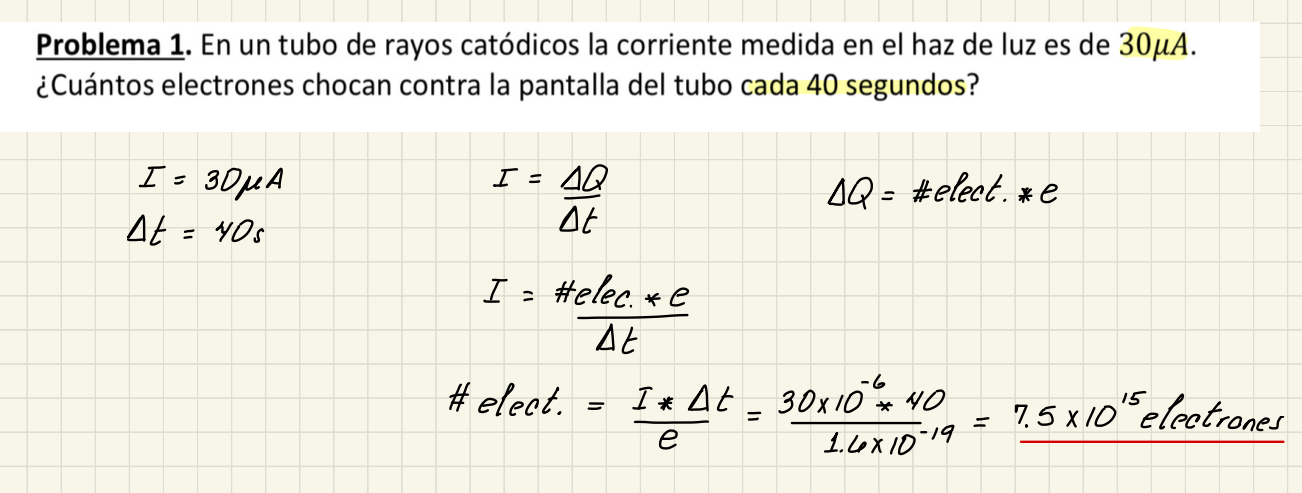 Problema 1. En un tubo de rayos catódicos la corriente medida en el haz de luz es de 30μA.
¿Cuántos electrones chocan contra la pantalla del tubo cada 40 segundos?
I = 30μA
Δt = 40s
I = ΔQ / Δt
ΔQ = #elect. * e
I = #elec. * e / Δt
# elect. = I * Δt / e = 30x10^-6 * 40 / 1.6x10^-19 = 7.5 x 10^15 electrones